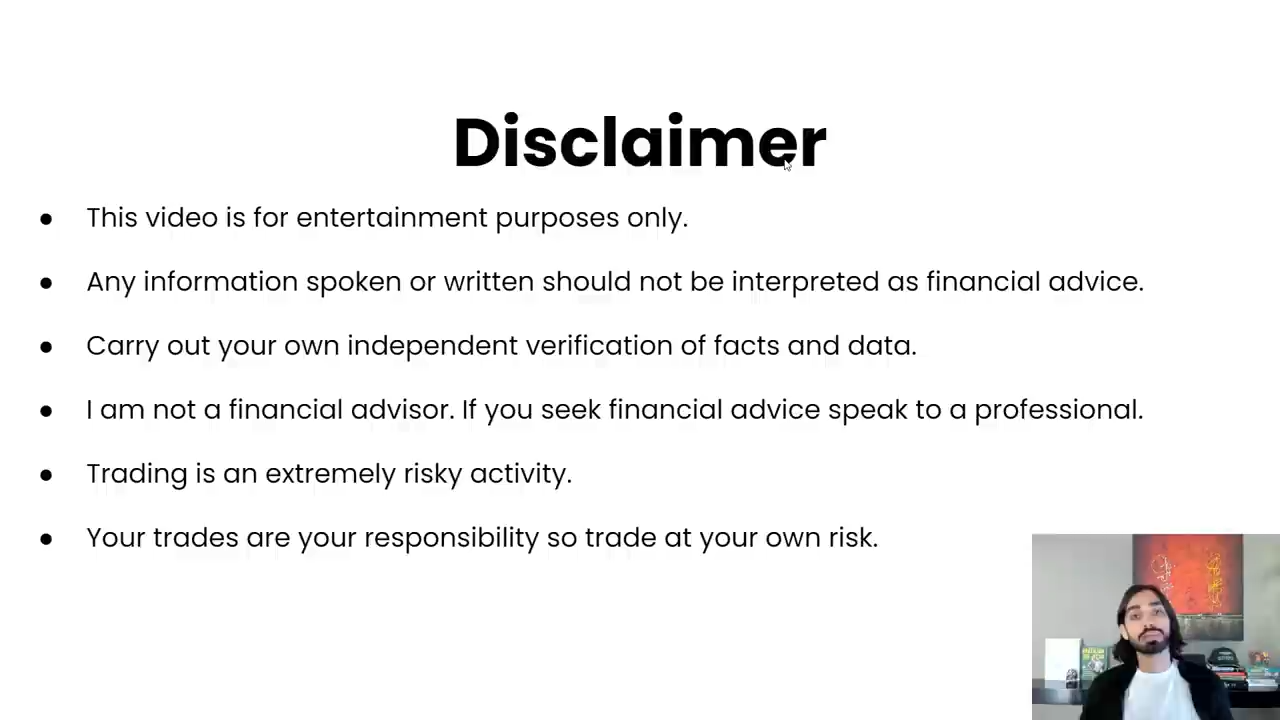 Disclaimer
● This video is for entertainment purposes only.
● Any information spoken or written should not be interpreted as financial advice.
● Carry out your own independent verification of facts and data.
● I am not a financial advisor. If you seek financial advice speak to a professional.
● Trading is an extremely risky activity.
● Your trades are your responsibility so trade at your own risk.